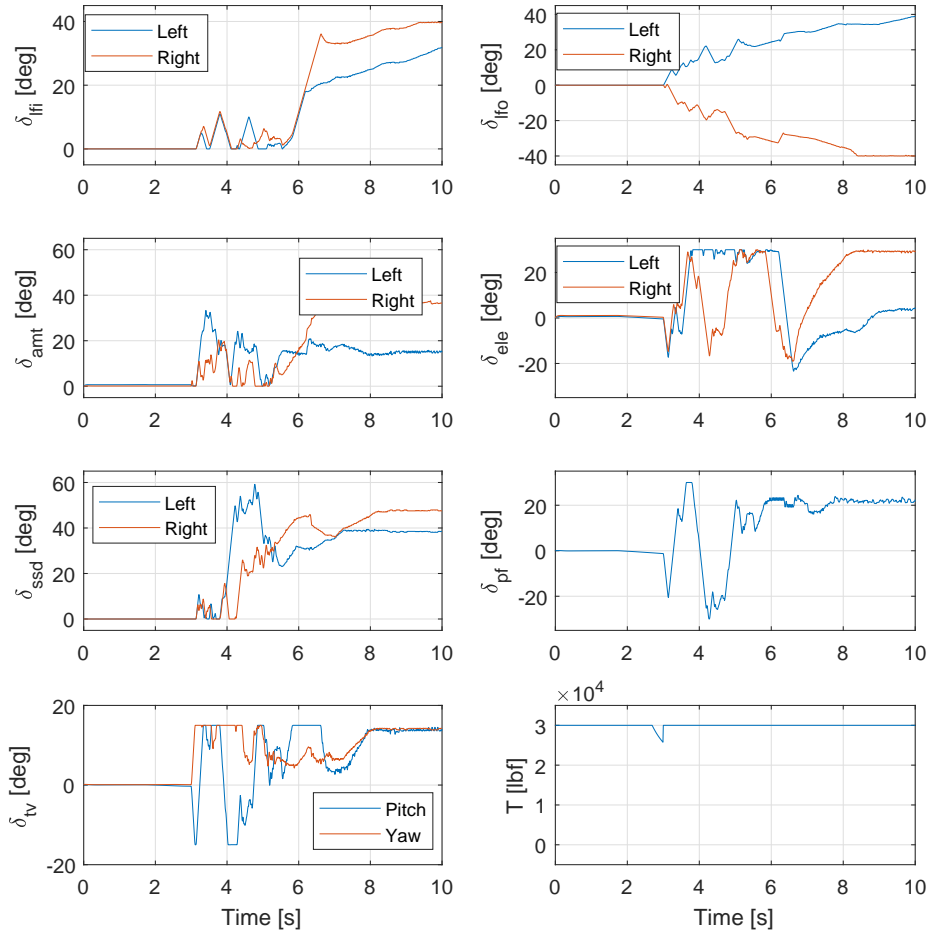 δ_lfi [deg]
40
20
0
Left
Right
0 2 4 6 8 10
δ_lfo [deg]
40
20
0
-20
-40
Left
Right
0 2 4 6 8 10
δ_amt [deg]
60
40
20
0
Left
Right
0 2 4 6 8 10
δ_ele [deg]
20
0
-20
Left
Right
0 2 4 6 8 10
δ_ssd [deg]
60
40
20
0
Left
Right
0 2 4 6 8 10
δ_pf [deg]
20
0
-20
0 2 4 6 8 10
δ_tv [deg]
20
0
-20
Pitch
Yaw
0 2 4 6 8 10
Time [s]
×10⁴
T [lbf]
3
2
1
0
0 2 4 6 8 10
Time [s]